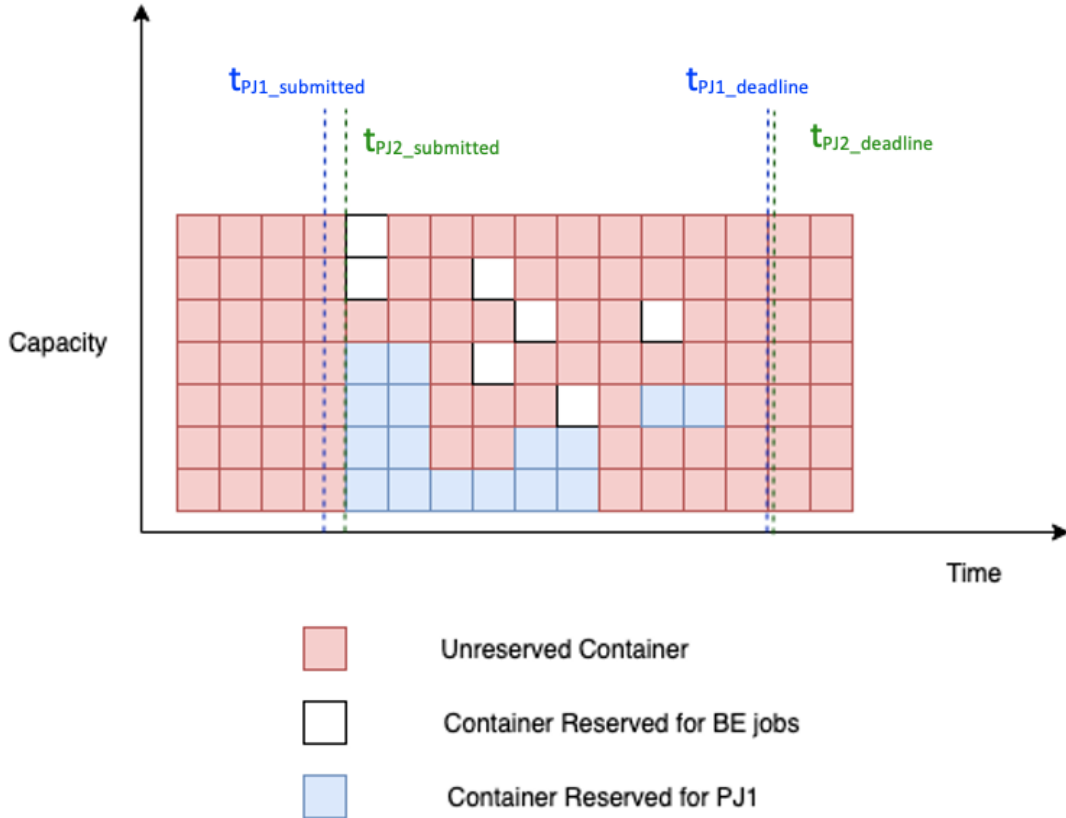 tPJ1_submitted
tPJ1_deadline
tPJ2_submitted
tPJ2_deadline
Capacity
Time
Unreserved Container
Container Reserved for BE jobs
Container Reserved for PJ1